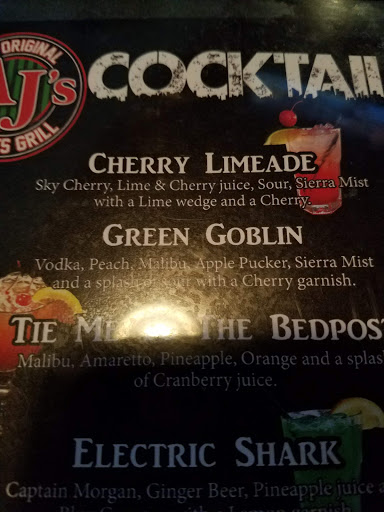 ORIGINAL
AJ's
GRILL
COCKTAIL
CHERRY LIMEADE
Sky Cherry, Lime & Cherry juice, Sour, Sierra Mist
with a Lime wedge and a Cherry.
GREEN GOBLIN
Vodka, Peach, Malibu, Apple Pucker, Sierra Mist
and a splash of sour with a Cherry garnish.
TIE THE BEDPOST
Malibu, Amaretto, Pineapple, Orange and a splas
of Cranberry juice.
ELECTRIC SHARK
Captain Morgan, Ginger Beer, Pineapple juice a